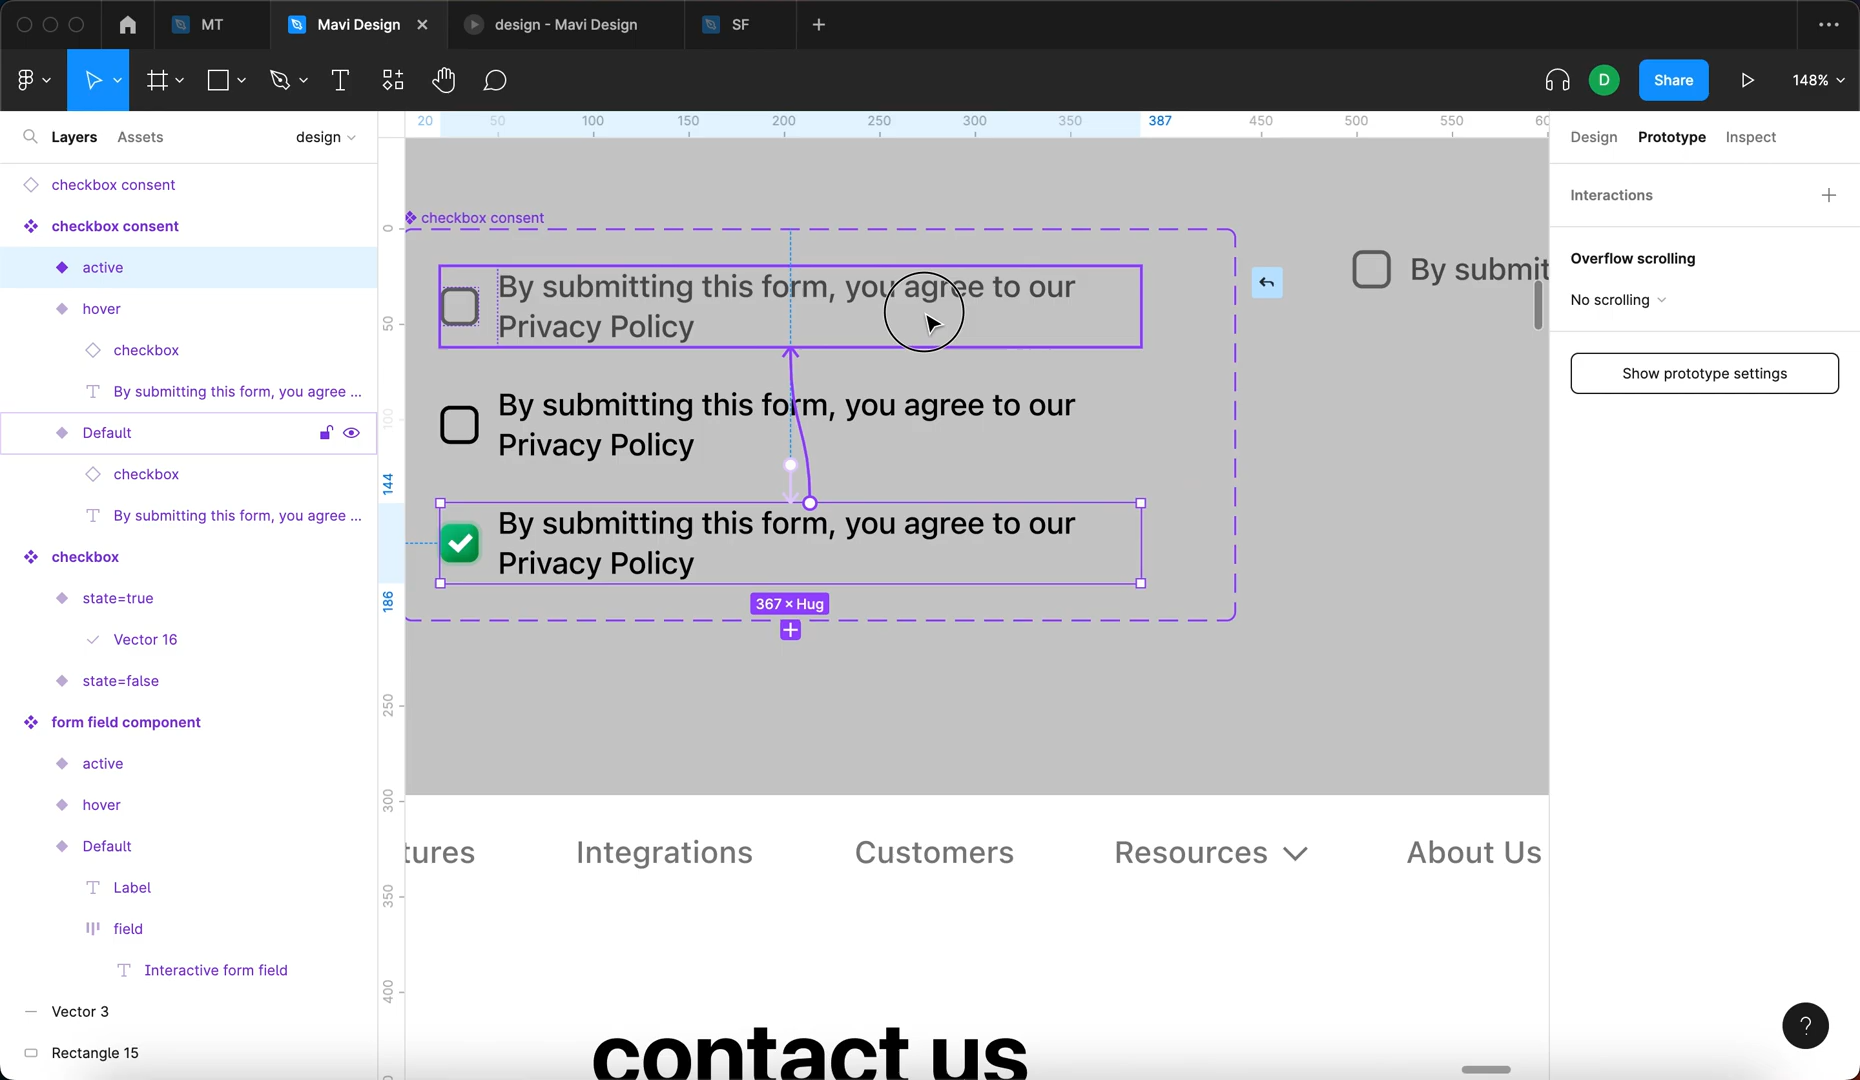 MT
Mavi Design
design - Mavi Design
SF
D
Share
148%
Layers
Assets
design
checkbox consent
checkbox consent
active
hover
checkbox
By submitting this form, you agree ...
Default
checkbox
By submitting this form, you agree ...
checkbox
state=true
Vector 16
state=false
form field component
active
hover
Default
Label
field
Interactive form field
Vector 3
Rectangle 15
20 50 100 150 200 250 300 350 387 450 500 550
0
50
100
144
186
250
300
350
400
checkbox consent
By submitting this form, you agree to our
Privacy Policy
By submitting this form, you agree to our
Privacy Policy
By submitting this form, you agree to our
Privacy Policy
367 × Hug
By submit
tures
Integrations
Customers
Resources
About Us
contact us
Design
Prototype
Inspect
Interactions
Overflow scrolling
No scrolling
Show prototype settings
?